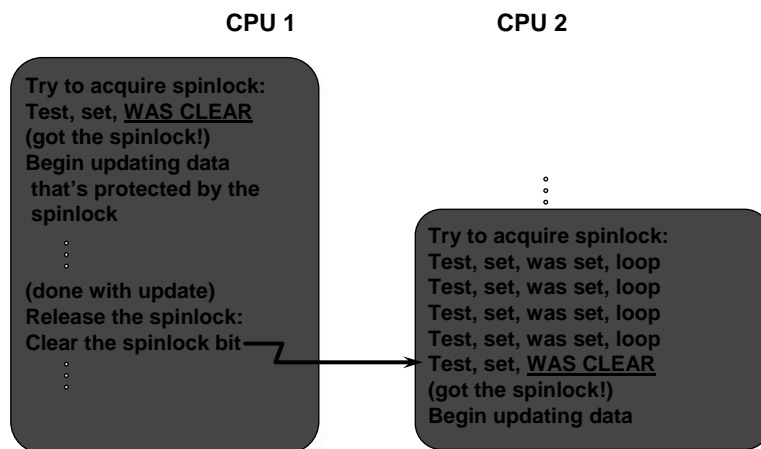 CPU 1
CPU 2
Try to acquire spinlock:
Test, set, WAS CLEAR
(got the spinlock!)
Begin updating data
that's protected by the
spinlock
(done with update)
Release the spinlock:
Clear the spinlock bit
Try to acquire spinlock:
Test, set, was set, loop
Test, set, was set, loop
Test, set, was set, loop
Test, set, was set, loop
Test, set, WAS CLEAR
(got the spinlock!)
Begin updating data